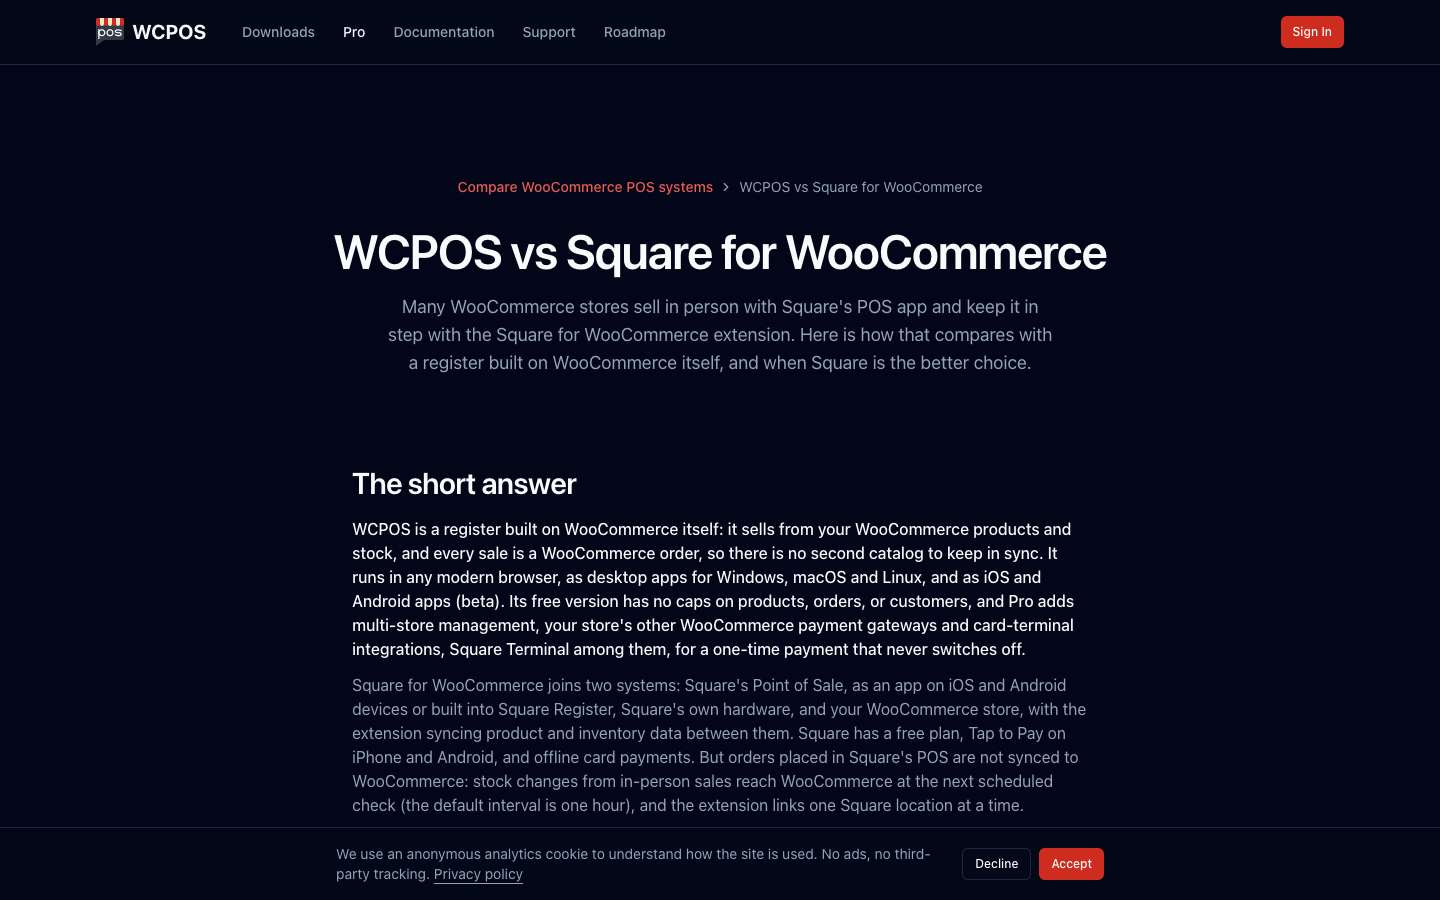 pos WCPOS Downloads Pro Documentation Support Roadmap Sign In
Compare WooCommerce POS systems > WCPOS vs Square for WooCommerce
WCPOS vs Square for WooCommerce
Many WooCommerce stores sell in person with Square's POS app and keep it in
step with the Square for WooCommerce extension. Here is how that compares with
a register built on WooCommerce itself, and when Square is the better choice.
The short answer
WCPOS is a register built on WooCommerce itself: it sells from your WooCommerce products and
stock, and every sale is a WooCommerce order, so there is no second catalog to keep in sync. It
runs in any modern browser, as desktop apps for Windows, macOS and Linux, and as iOS and
Android apps (beta). Its free version has no caps on products, orders, or customers, and Pro adds
multi-store management, your store's other WooCommerce payment gateways and card-terminal
integrations, Square Terminal among them, for a one-time payment that never switches off.
Square for WooCommerce joins two systems: Square's Point of Sale, as an app on iOS and Android
devices or built into Square Register, Square's own hardware, and your WooCommerce store, with the
extension syncing product and inventory data between them. Square has a free plan, Tap to Pay on
iPhone and Android, and offline card payments. But orders placed in Square's POS are not synced to
WooCommerce: stock changes from in-person sales reach WooCommerce at the next scheduled
check (the default interval is one hour), and the extension links one Square location at a time.
We use an anonymous analytics cookie to understand how the site is used. No ads, no third-
party tracking. Privacy policy
Decline Accept